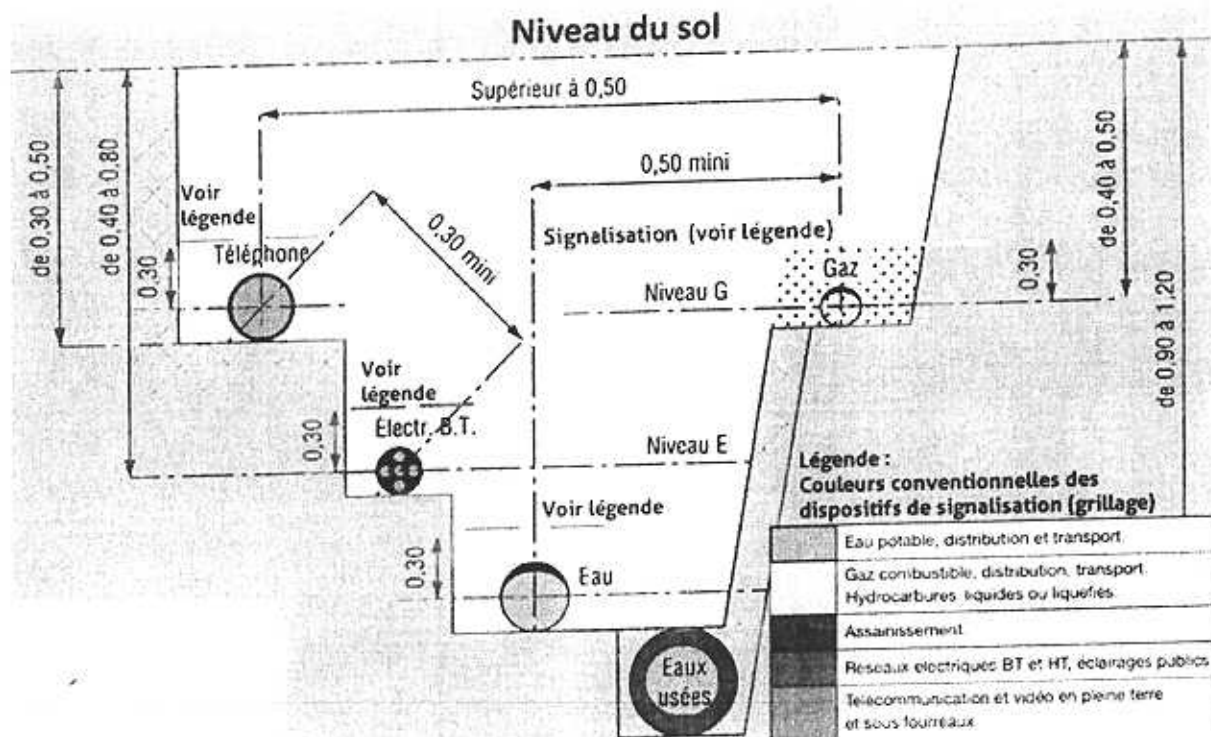 Niveau du sol
Supérieur à 0,50
0,50 mini
de 0,30 à 0,50
de 0,40 à 0,80
Voir
légende
0,30 mini
Signalisation (voir légende)
de 0,40 à 0,50
Téléphone
0,30
Gaz
Niveau G
0,30
de 0,90 à 1,20
Voir
légende
Électr. B.T.
0,30
Niveau E
Voir légende
Eau
0,30
Eaux
usées
Légende :
Couleurs conventionnelles des
dispositifs de signalisation (grillage)
Eau potable, distribution et transport.
Gaz combustible, distribution, transport.
Hydrocarbures liquides ou liquéfiés.
Assainissement
Réseaux electriques BT et HT, éclairages publics
Télécommunication et vidéo en pleine terre
et sous fourreaux